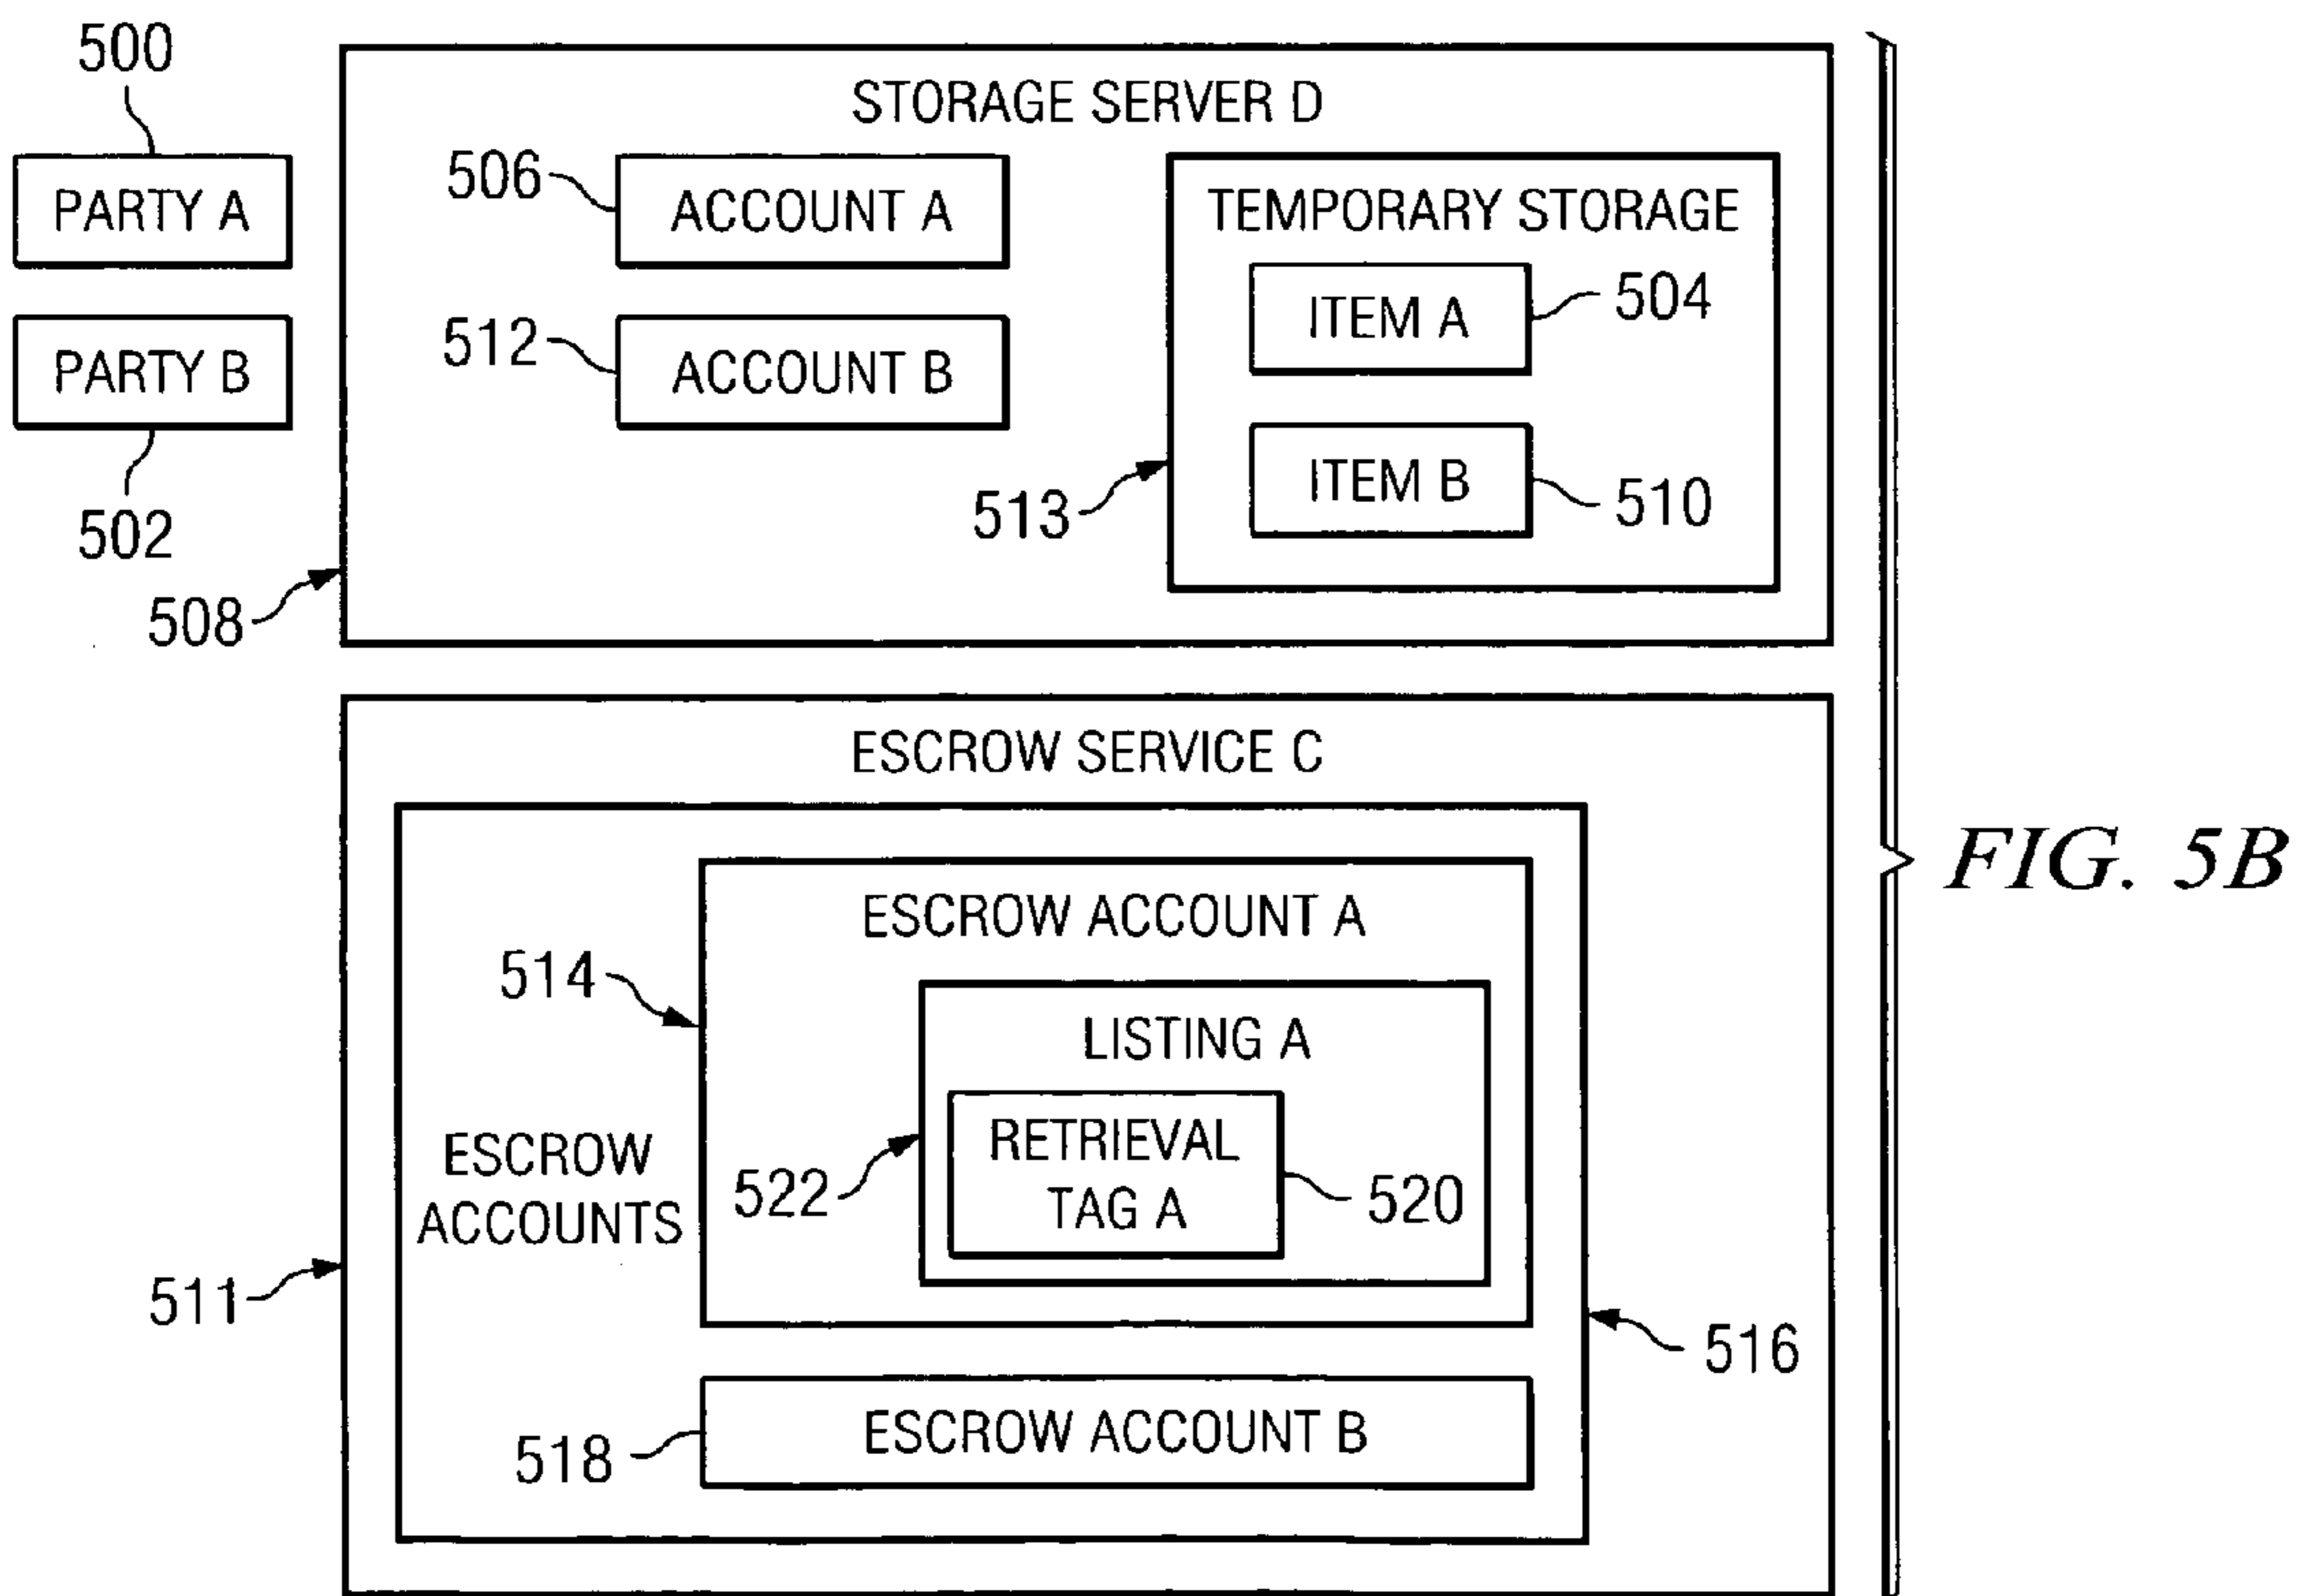 500
STORAGE SERVER D
PARTY A
506
ACCOUNT A
TEMPORARY STORAGE
ITEM A
504
PARTY B
512
ACCOUNT B
ITEM B
510
513
502
508
ESCROW SERVICE C
FIG. 5B
ESCROW ACCOUNT A
514
LISTING A
RETRIEVAL
TAG A
522
520
ESCROW
ACCOUNTS
511
516
ESCROW ACCOUNT B
518